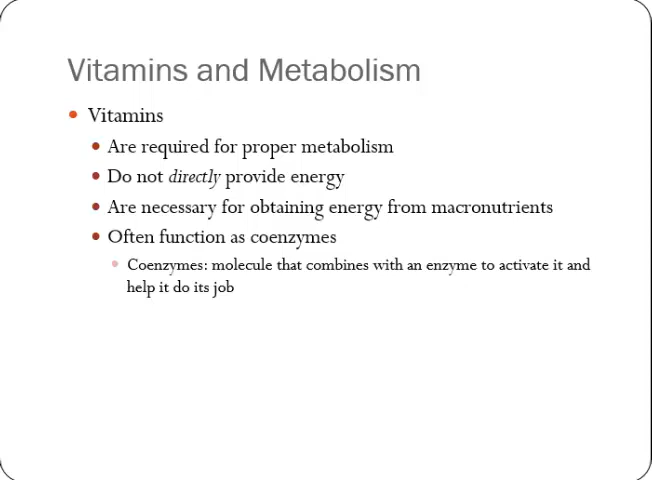 Vitamins and Metabolism
• Vitamins
• Are required for proper metabolism
• Do not directly provide energy
• Are necessary for obtaining energy from macronutrients
• Often function as coenzymes
• Coenzymes: molecule that combines with an enzyme to activate it and
help it do its job